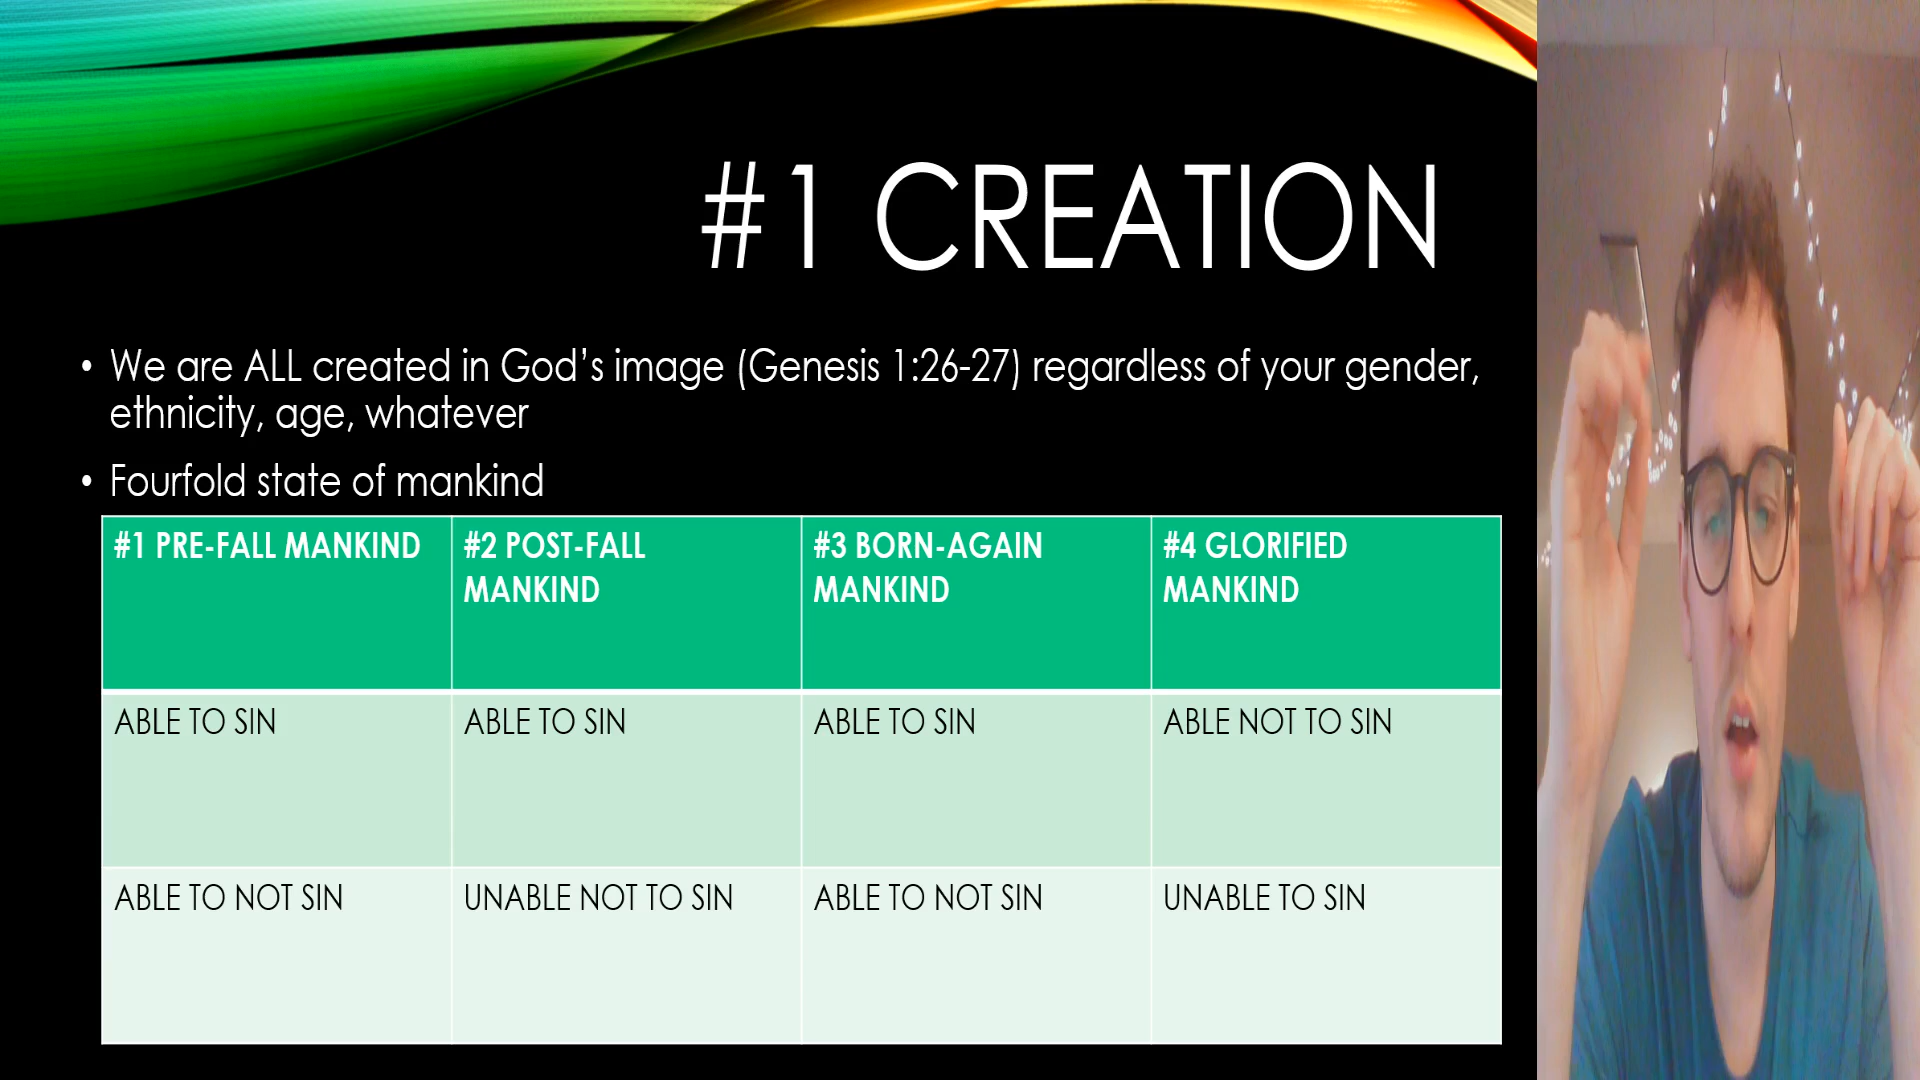 #1 CREATION
• We are ALL created in God’s image (Genesis 1:26-27) regardless of your gender,
ethnicity, age, whatever
• Fourfold state of mankind
#1 PRE-FALL MANKIND
#2 POST-FALL
MANKIND
#3 BORN-AGAIN
MANKIND
#4 GLORIFIED
MANKIND
ABLE TO SIN
ABLE TO SIN
ABLE TO SIN
ABLE NOT TO SIN
ABLE TO NOT SIN
UNABLE NOT TO SIN
ABLE TO NOT SIN
UNABLE TO SIN